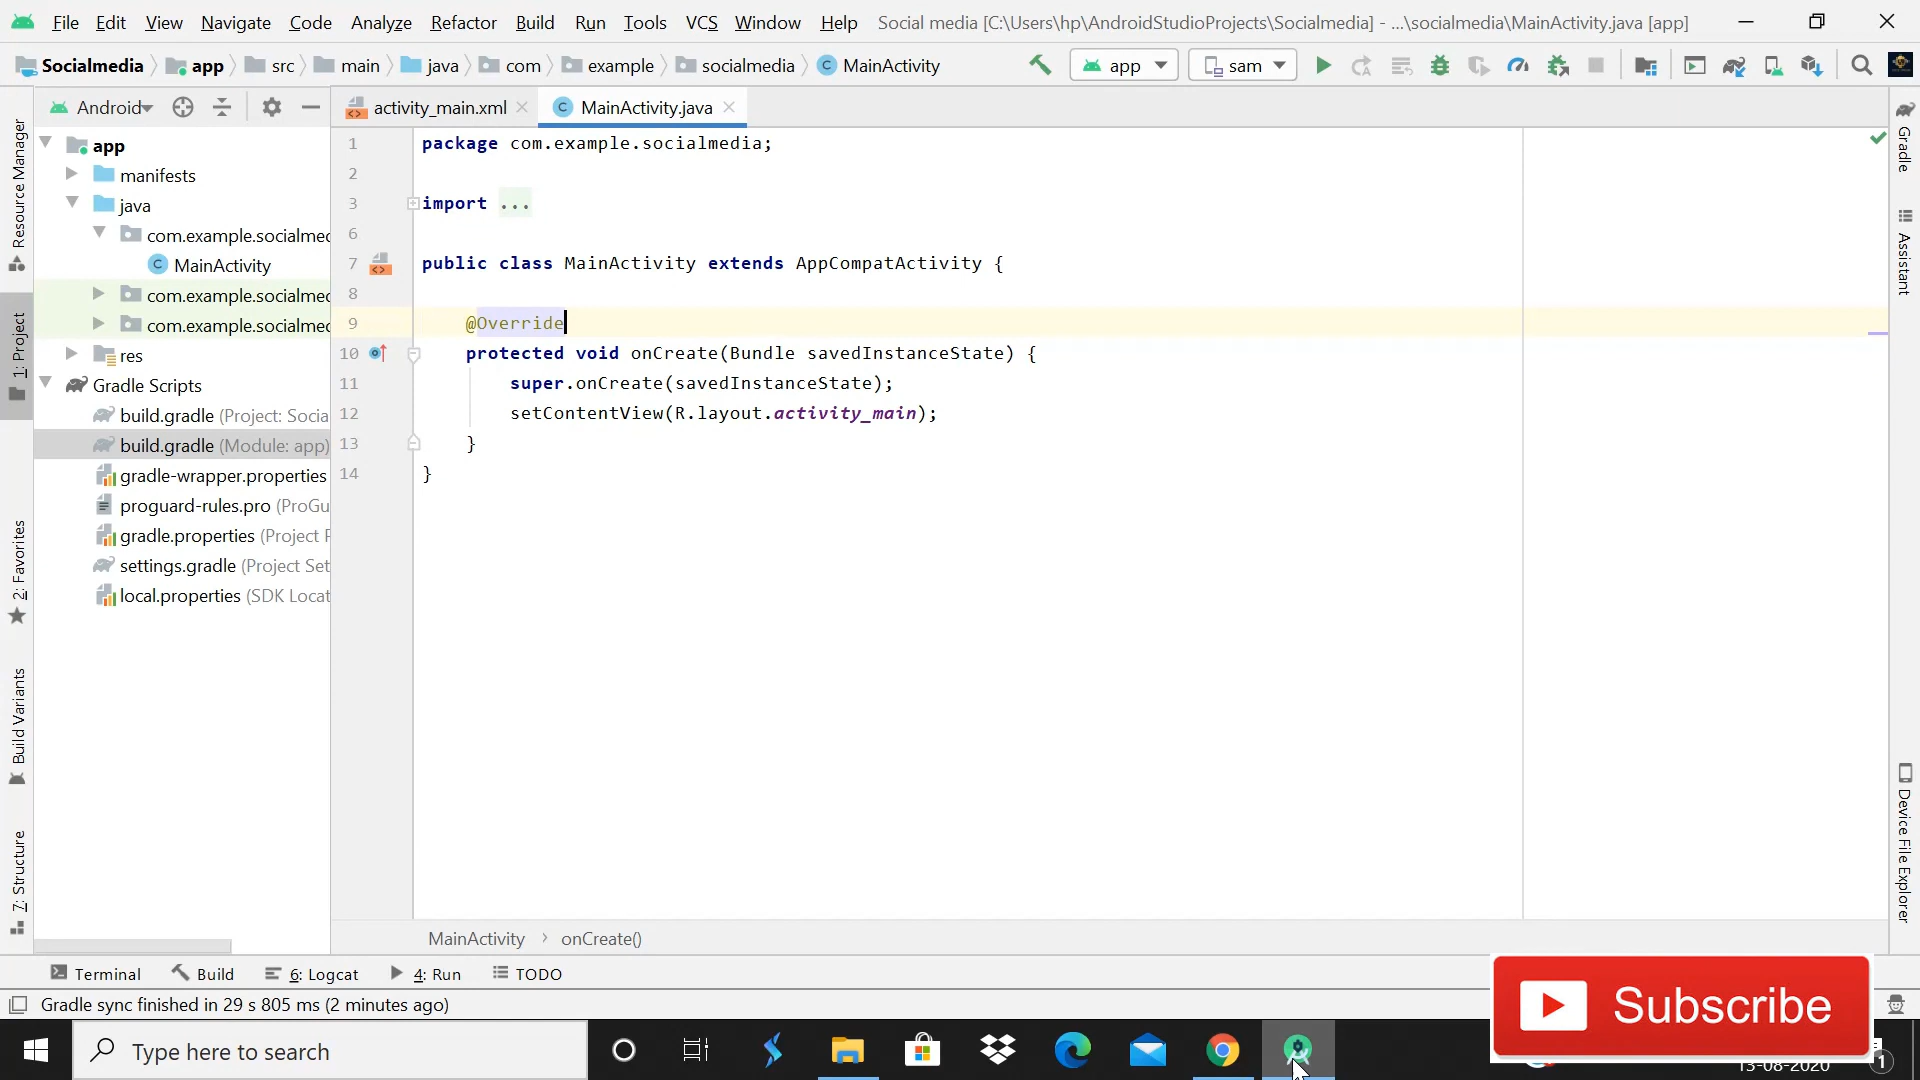 File Edit View Navigate Code Analyze Refactor Build Run Tools VCS Window Help Social media [C:\Users\hp\AndroidStudioProjects\Socialmedia] - ...\socialmedia\MainActivity.java [app]
Socialmedia app src main java com example socialmedia MainActivity app sam
Android activity_main.xml MainActivity.java
Resource Manager
1: Project
2: Favorites
Build Variants
7: Structure
app
manifests
java
com.example.socialmed
MainActivity
com.example.socialmed
com.example.socialmed
res
Gradle Scripts
build.gradle (Project: Socia
build.gradle (Module: app)
gradle-wrapper.properties
proguard-rules.pro (ProGu
gradle.properties (Project P
settings.gradle (Project Set
local.properties (SDK Locat
1 package com.example.socialmedia;
2
3 import ...
6
7 public class MainActivity extends AppCompatActivity {
8
9 @Override
10 protected void onCreate(Bundle savedInstanceState) {
11 super.onCreate(savedInstanceState);
12 setContentView(R.layout.activity_main);
13 }
14 }
Gradle
Assistant
Device File Explorer
MainActivity › onCreate()
Terminal Build 6: Logcat 4: Run TODO
Gradle sync finished in 29 s 805 ms (2 minutes ago)
Subscribe
Type here to search
13-08-2020
1